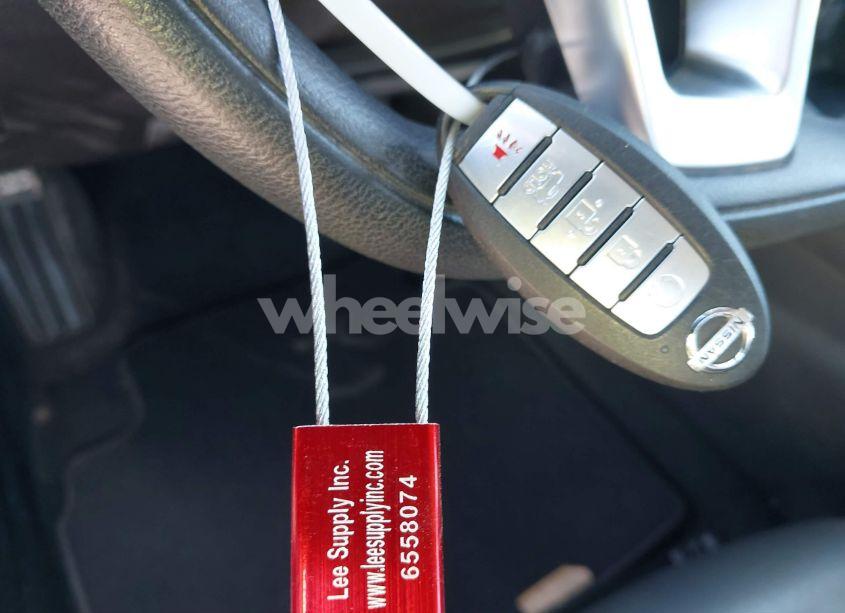 wheelwise
NISSAN
Lee Supply Inc.
www.leesupplyinc.com
6558074